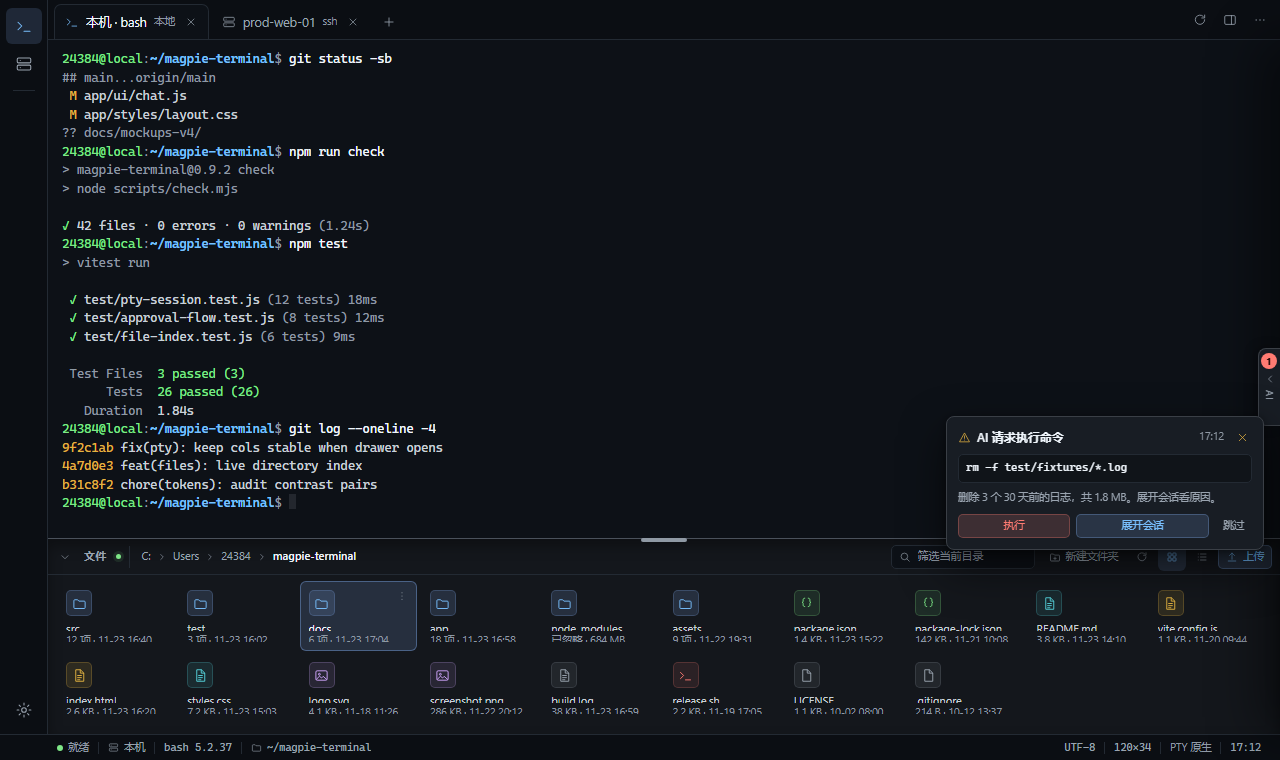 本机 · bash 本地
prod-web-01 ssh
24384@local:~/magpie-terminal$ git status -sb
## main...origin/main
M app/ui/chat.js
M app/styles/layout.css
?? docs/mockups-v4/
24384@local:~/magpie-terminal$ npm run check
> magpie-terminal@0.9.2 check
> node scripts/check.mjs
✓ 42 files · 0 errors · 0 warnings (1.24s)
24384@local:~/magpie-terminal$ npm test
> vitest run
✓ test/pty-session.test.js (12 tests) 18ms
✓ test/approval-flow.test.js (8 tests) 12ms
✓ test/file-index.test.js (6 tests) 9ms
Test Files 3 passed (3)
Tests 26 passed (26)
Duration 1.84s
24384@local:~/magpie-terminal$ git log --oneline -4
9f2c1ab fix(pty): keep cols stable when drawer opens
4a7d0e3 feat(files): live directory index
b31c8f2 chore(tokens): audit contrast pairs
24384@local:~/magpie-terminal$
1
AI
AI 请求执行命令 17:12
rm -f test/fixtures/*.log
删除 3 个 30 天前的日志，共 1.8 MB。展开会话看原因。
执行 展开会话 跳过
文件 C: Users 24384 magpie-terminal 筛选当前目录 新建文件夹 上传
src test docs app node_modules assets package.json package-lock.json README.md vite.config.js
12 项 · 11-23 16:40 3 项 · 11-23 16:02 6 项 · 11-23 17:04 18 项 · 11-23 16:58 已忽略 · 684 MB 9 项 · 11-22 19:31 1.4 KB · 11-23 15:22 142 KB · 11-21 10:08 3.8 KB · 11-23 14:10 1.1 KB · 11-20 09:44
index.html styles.css logo.svg screenshot.png build.log release.sh LICENSE .gitignore
2.6 KB · 11-23 16:20 7.2 KB · 11-23 15:03 4.1 KB · 11-18 11:26 286 KB · 11-22 20:12 38 KB · 11-23 16:59 2.2 KB · 11-19 17:05 1.1 KB · 10-02 08:00 214 B · 10-12 13:37
就绪 本机 bash 5.2.37 ~/magpie-terminal UTF-8 120×34 PTY 原生 17:12